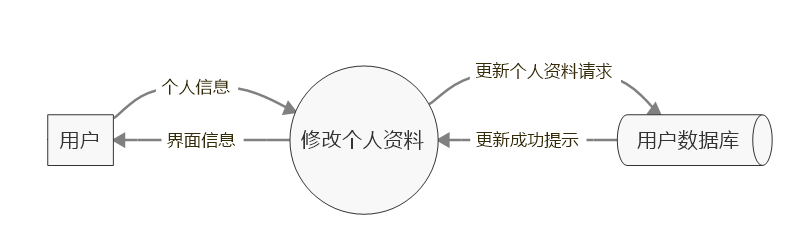 个人信息
更新个人资料请求
用户
界面信息
修改个人资料
更新成功提示
用户数据库